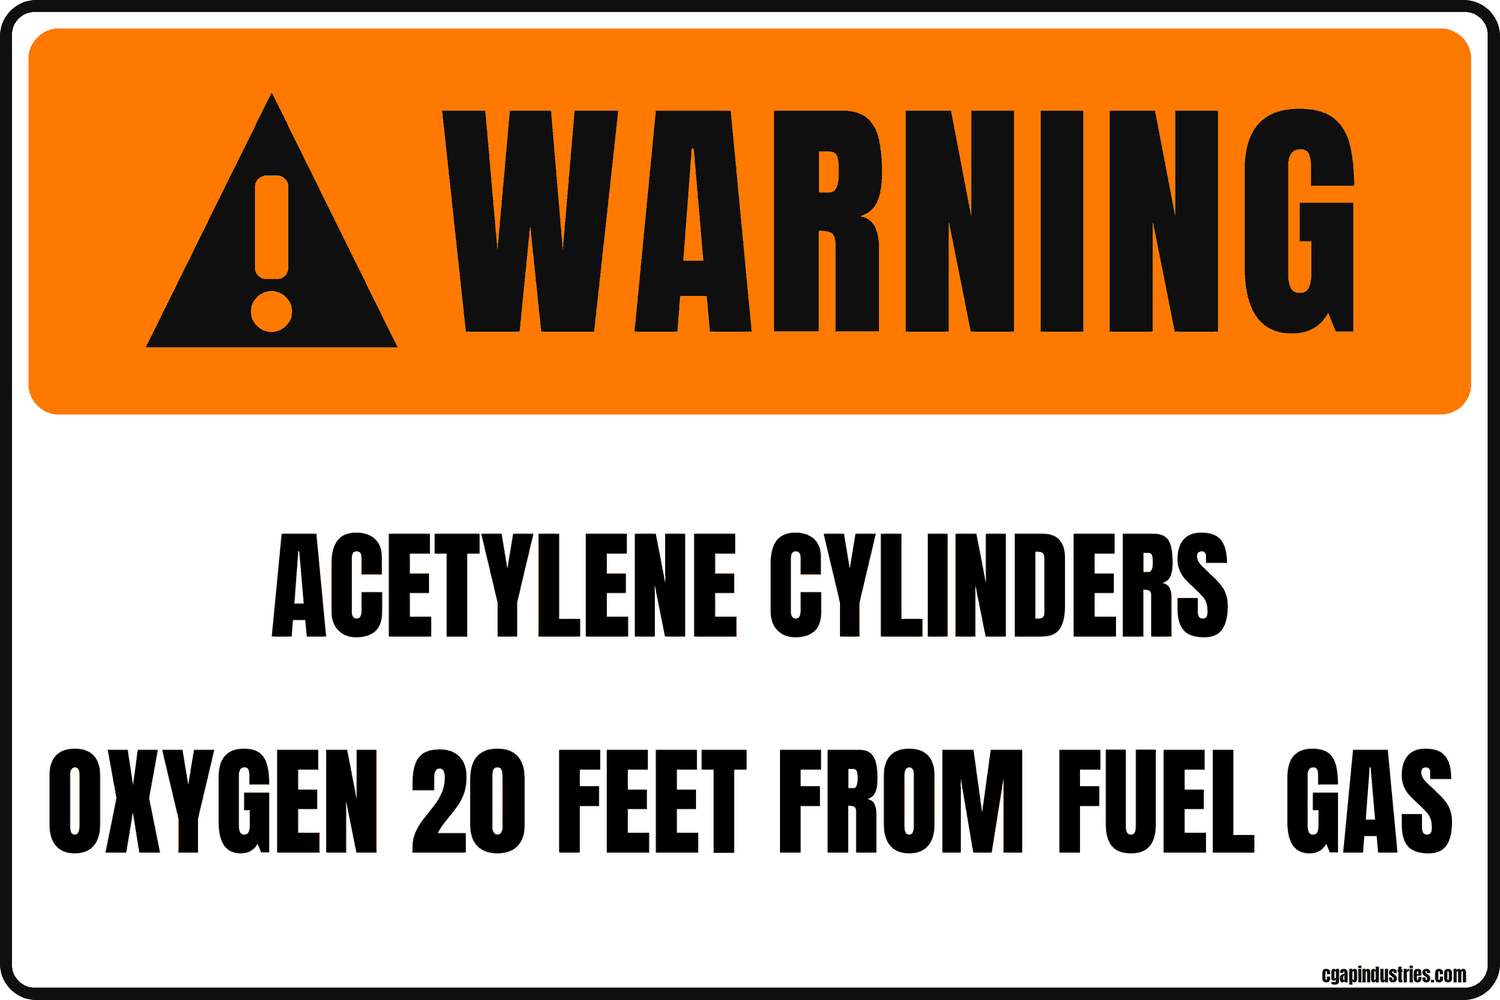 WARNING
ACETYLENE CYLINDERS
OXYGEN 20 FEET FROM FUEL GAS
cgapindustries.com